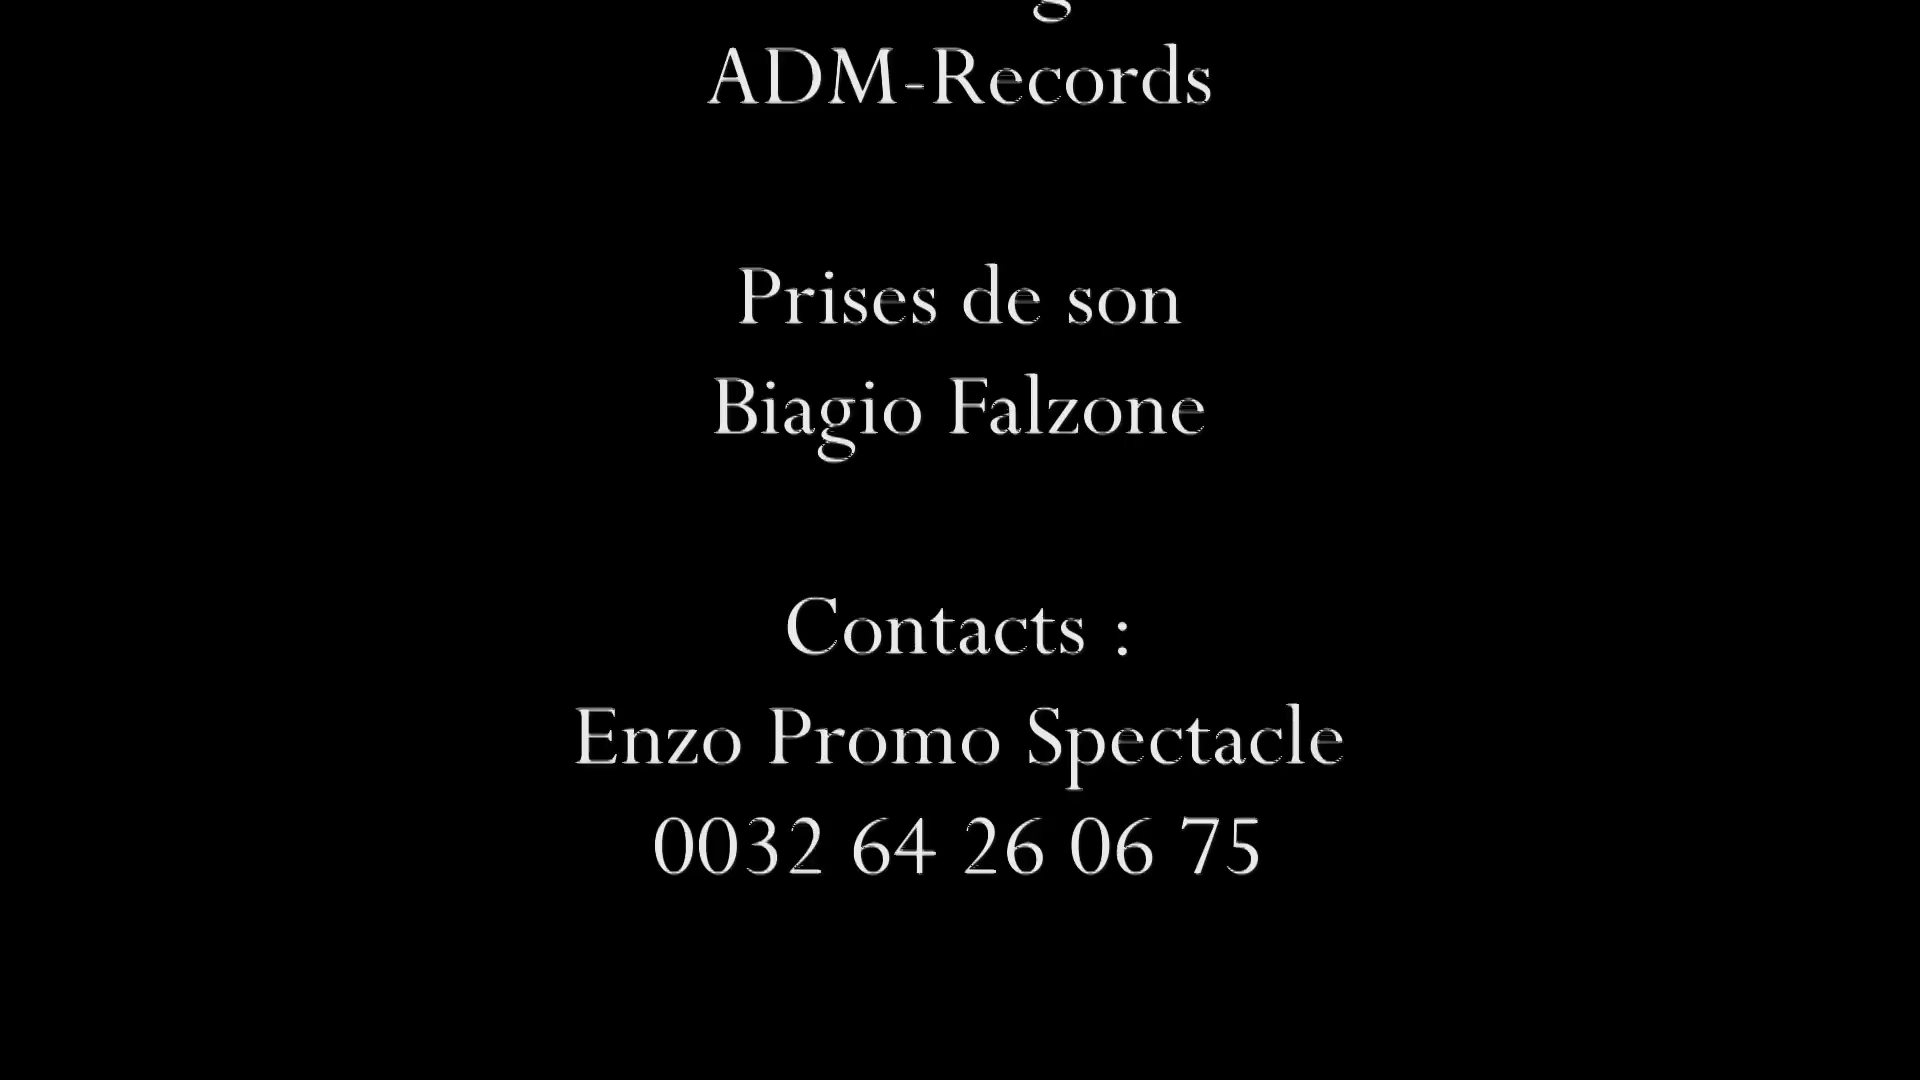 ADM-Records
Prises de son
Biagio Falzone
Contacts :
Enzo Promo Spectacle
0032 64 26 06 75